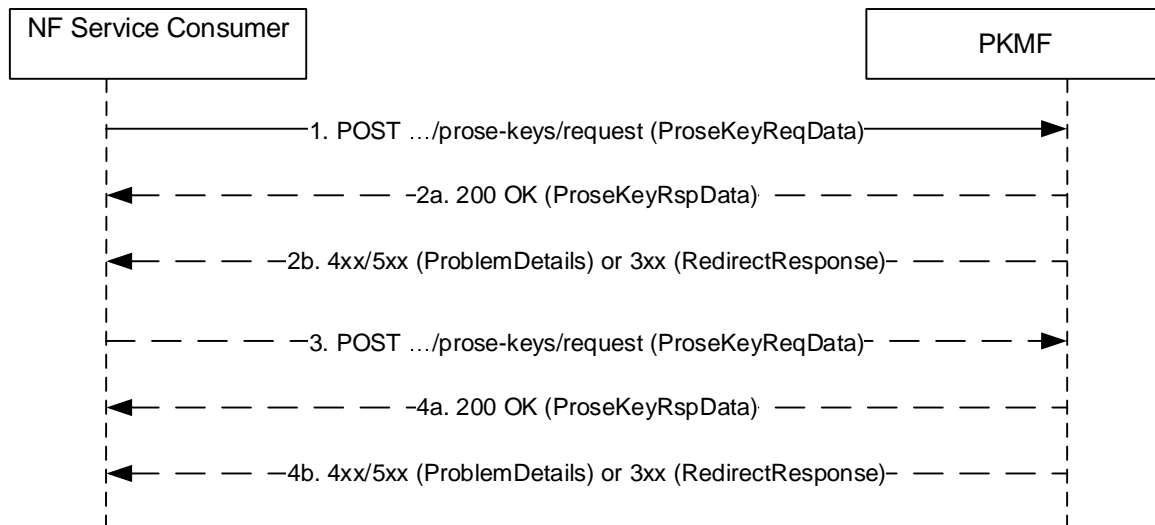 NF Service Consumer
PKMF
1. POST …/prose-keys/request (ProseKeyReqData)
2a. 200 OK (ProseKeyRspData)
2b. 4xx/5xx (ProblemDetails) or 3xx (RedirectResponse)
3. POST …/prose-keys/request (ProseKeyReqData)
4a. 200 OK (ProseKeyRspData)
4b. 4xx/5xx (ProblemDetails) or 3xx (RedirectResponse)